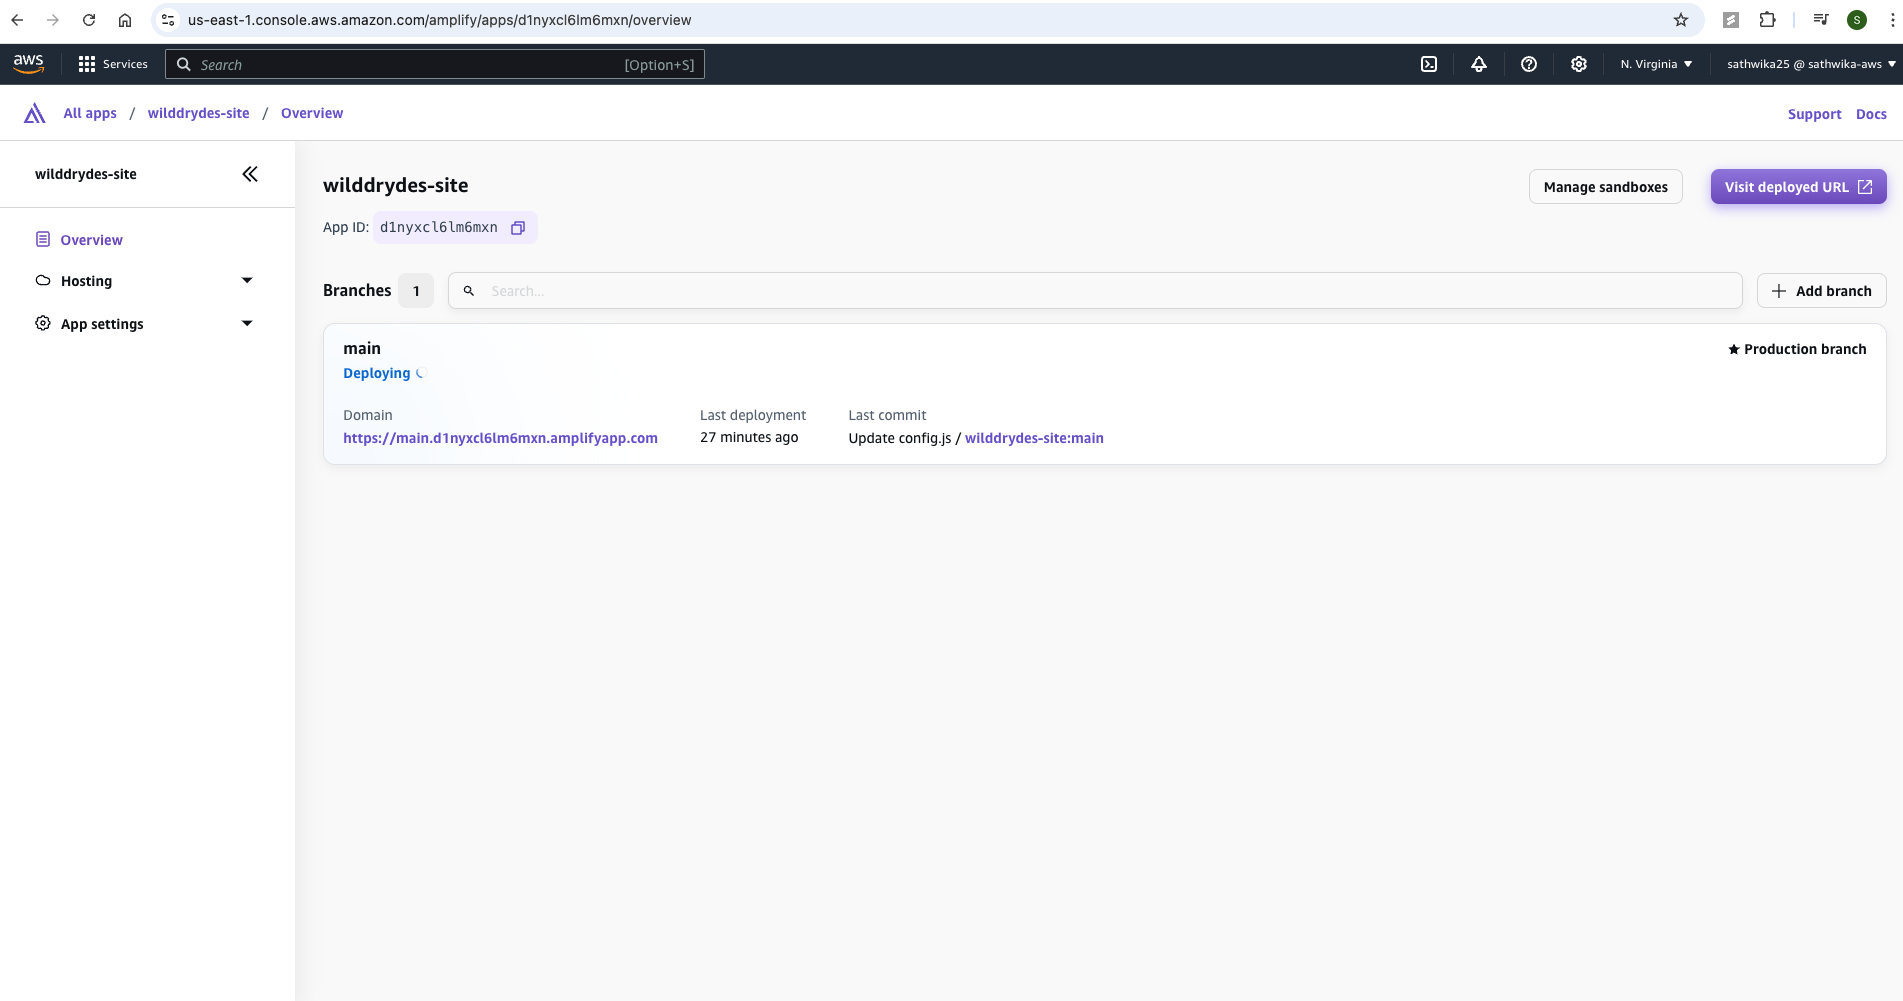 us-east-1.console.aws.amazon.com/amplify/apps/d1nyxcl6lm6mxn/overview
S
aws
Services
Search
[Option+S]
N. Virginia
sathwika25 @ sathwika-aws
All apps / wilddrydes-site / Overview
Support
Docs
wilddrydes-site
Overview
Hosting
App settings
wilddrydes-site
Manage sandboxes
Visit deployed URL
App ID: d1nyxcl6lm6mxn
Branches 1
Search...
Add branch
main
Production branch
Deploying
Domain
https://main.d1nyxcl6lm6mxn.amplifyapp.com
Last deployment
27 minutes ago
Last commit
Update config.js / wilddrydes-site:main